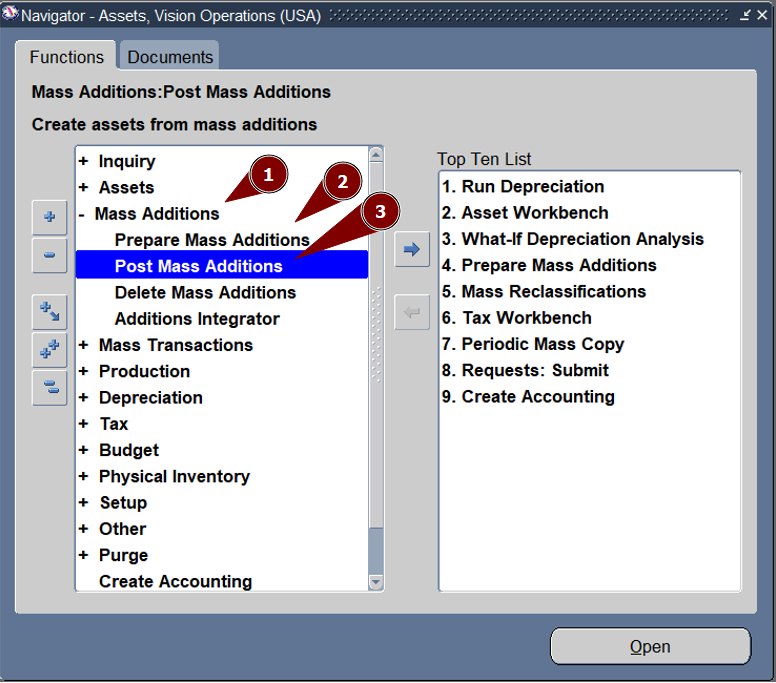 Navigator - Assets, Vision Operations (USA)
Functions
Documents
Mass Additions:Post Mass Additions
Create assets from mass additions
+ Inquiry
+ Assets
- Mass Additions
Prepare Mass Additions
Post Mass Additions
Delete Mass Additions
Additions Integrator
+ Mass Transactions
+ Production
+ Depreciation
+ Tax
+ Budget
+ Physical Inventory
+ Setup
+ Other
+ Purge
Create Accounting
1
2
3
Top Ten List
1. Run Depreciation
2. Asset Workbench
3. What-If Depreciation Analysis
4. Prepare Mass Additions
5. Mass Reclassifications
6. Tax Workbench
7. Periodic Mass Copy
8. Requests: Submit
9. Create Accounting
Open